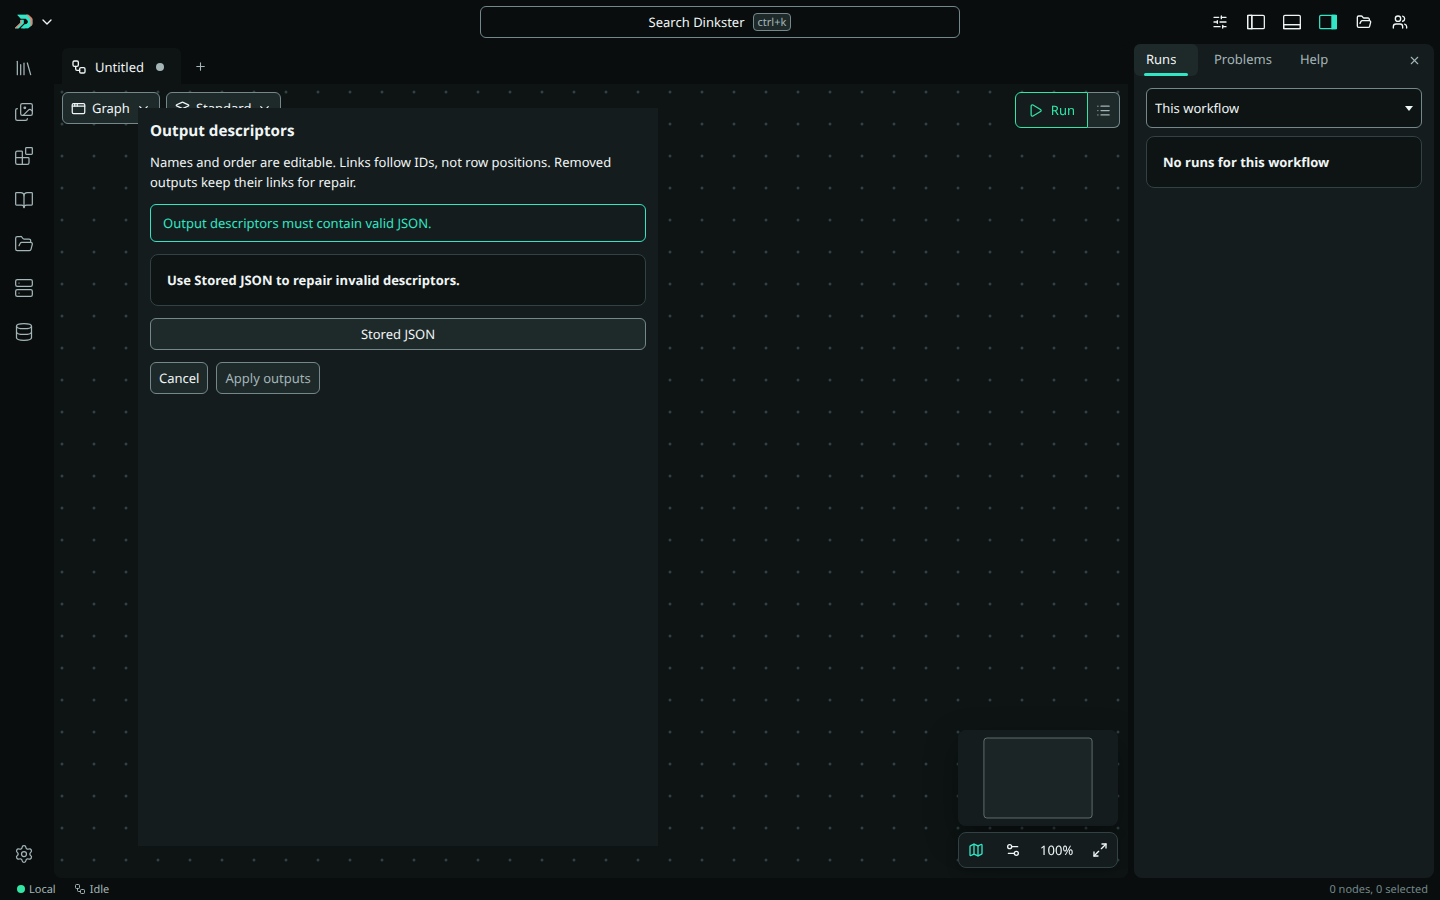 Search Dinkster ctrl+k
Untitled
Runs
Problems
Help
Graph
Standard
Run
This workflow
No runs for this workflow
Output descriptors
Names and order are editable. Links follow IDs, not row positions. Removed
outputs keep their links for repair.
Output descriptors must contain valid JSON.
Use Stored JSON to repair invalid descriptors.
Stored JSON
Cancel
Apply outputs
100%
Local
Idle
0 nodes, 0 selected